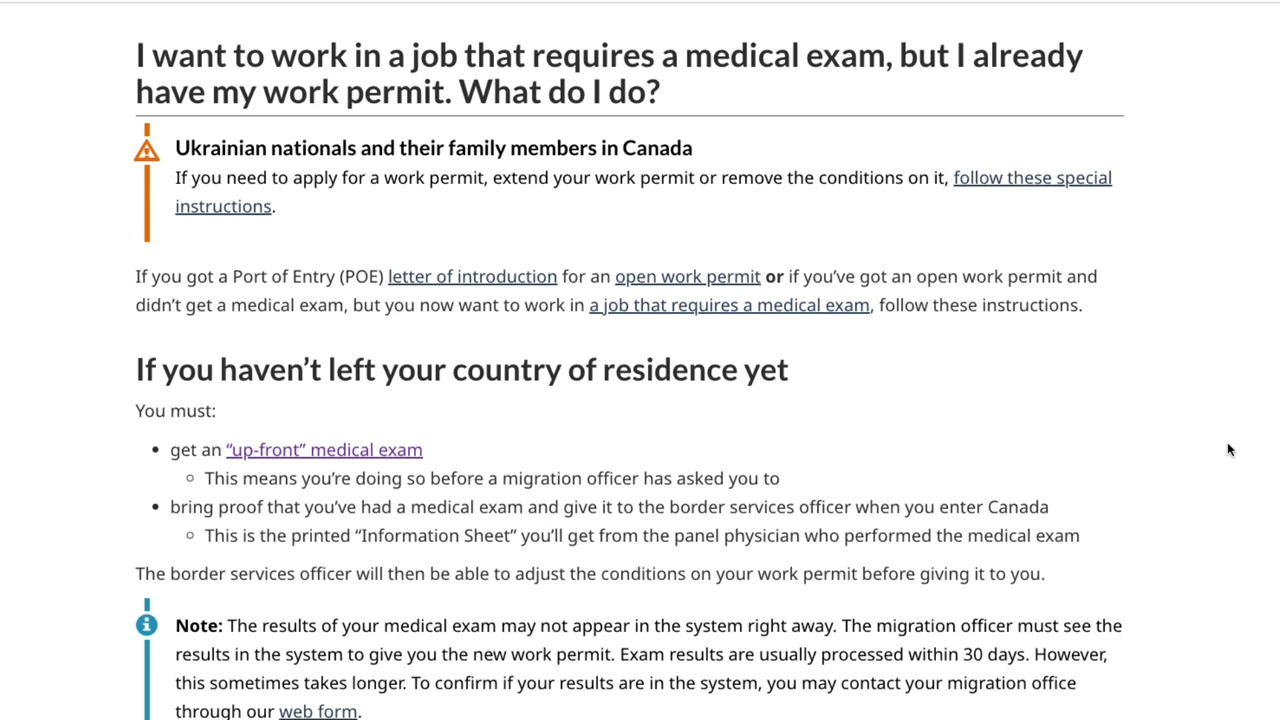 I want to work in a job that requires a medical exam, but I already
have my work permit. What do I do?
Ukrainian nationals and their family members in Canada
If you need to apply for a work permit, extend your work permit or remove the conditions on it, follow these special
instructions.
If you got a Port of Entry (POE) letter of introduction for an open work permit or if you’ve got an open work permit and
didn’t get a medical exam, but you now want to work in a job that requires a medical exam, follow these instructions.
If you haven’t left your country of residence yet
You must:
• get an “up-front” medical exam
◦ This means you’re doing so before a migration officer has asked you to
• bring proof that you’ve had a medical exam and give it to the border services officer when you enter Canada
◦ This is the printed “Information Sheet” you’ll get from the panel physician who performed the medical exam
The border services officer will then be able to adjust the conditions on your work permit before giving it to you.
Note: The results of your medical exam may not appear in the system right away. The migration officer must see the
results in the system to give you the new work permit. Exam results are usually processed within 30 days. However,
this sometimes takes longer. To confirm if your results are in the system, you may contact your migration office
through our web form.